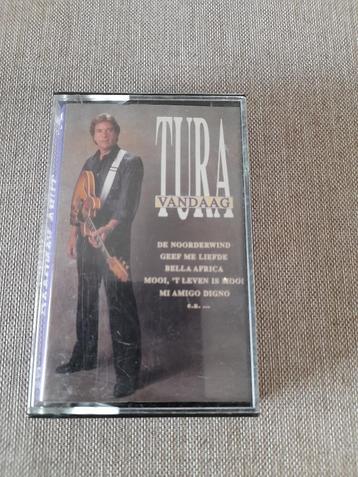 TURA
VANDAAG
DE NOORDERWIND
GEEF ME LIEFDE
BELLA AFRICA
MOOI, 'T LEVEN IS MOOI
MI AMIGO DIGNO
e.a. ...